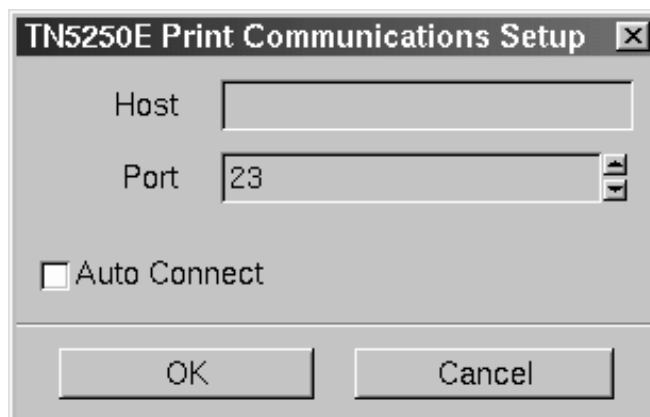 TN5250E Print Communications Setup
Host
Port 23
Auto Connect
OK Cancel